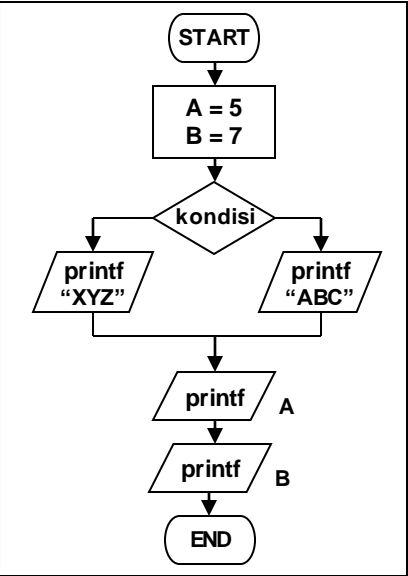 START
A = 5
B = 7
kondisi
printf
“XYZ”
printf
“ABC”
printf
A
printf
B
END